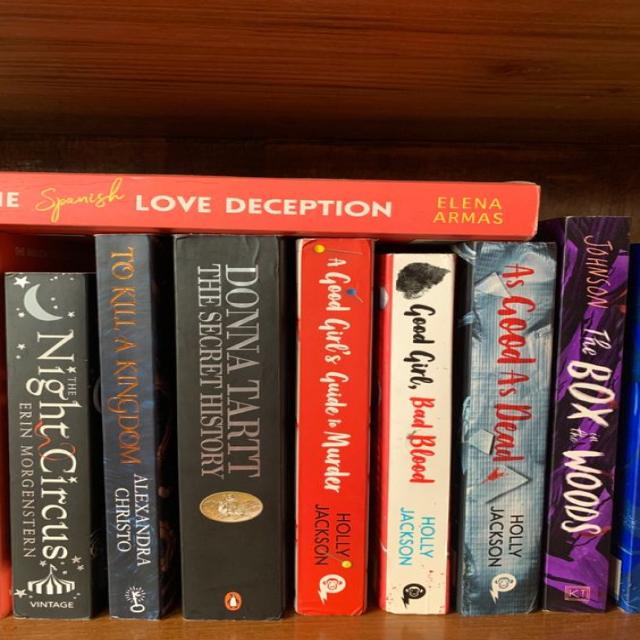 Spanish LOVE DECEPTION
ELENA
ARMAS
THE
Night Circus
ERIN MORGENSTERN
VINTAGE
TO KILL A KINGDOM
ALEXANDRA
CHRISTO
DONNA TARTT
THE SECRET HISTORY
A Good Girl's Guide to Murder
HOLLY
JACKSON
Good Girl, Bad Blood
HOLLY
JACKSON
As Good As Dead
HOLLY
JACKSON
JOHNSON
The BOX in the WOODS
KT